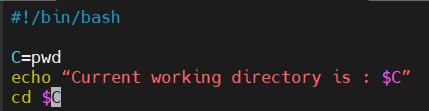 #!/bin/bash
C=pwd
echo “Current working directory is : $C”
cd $C